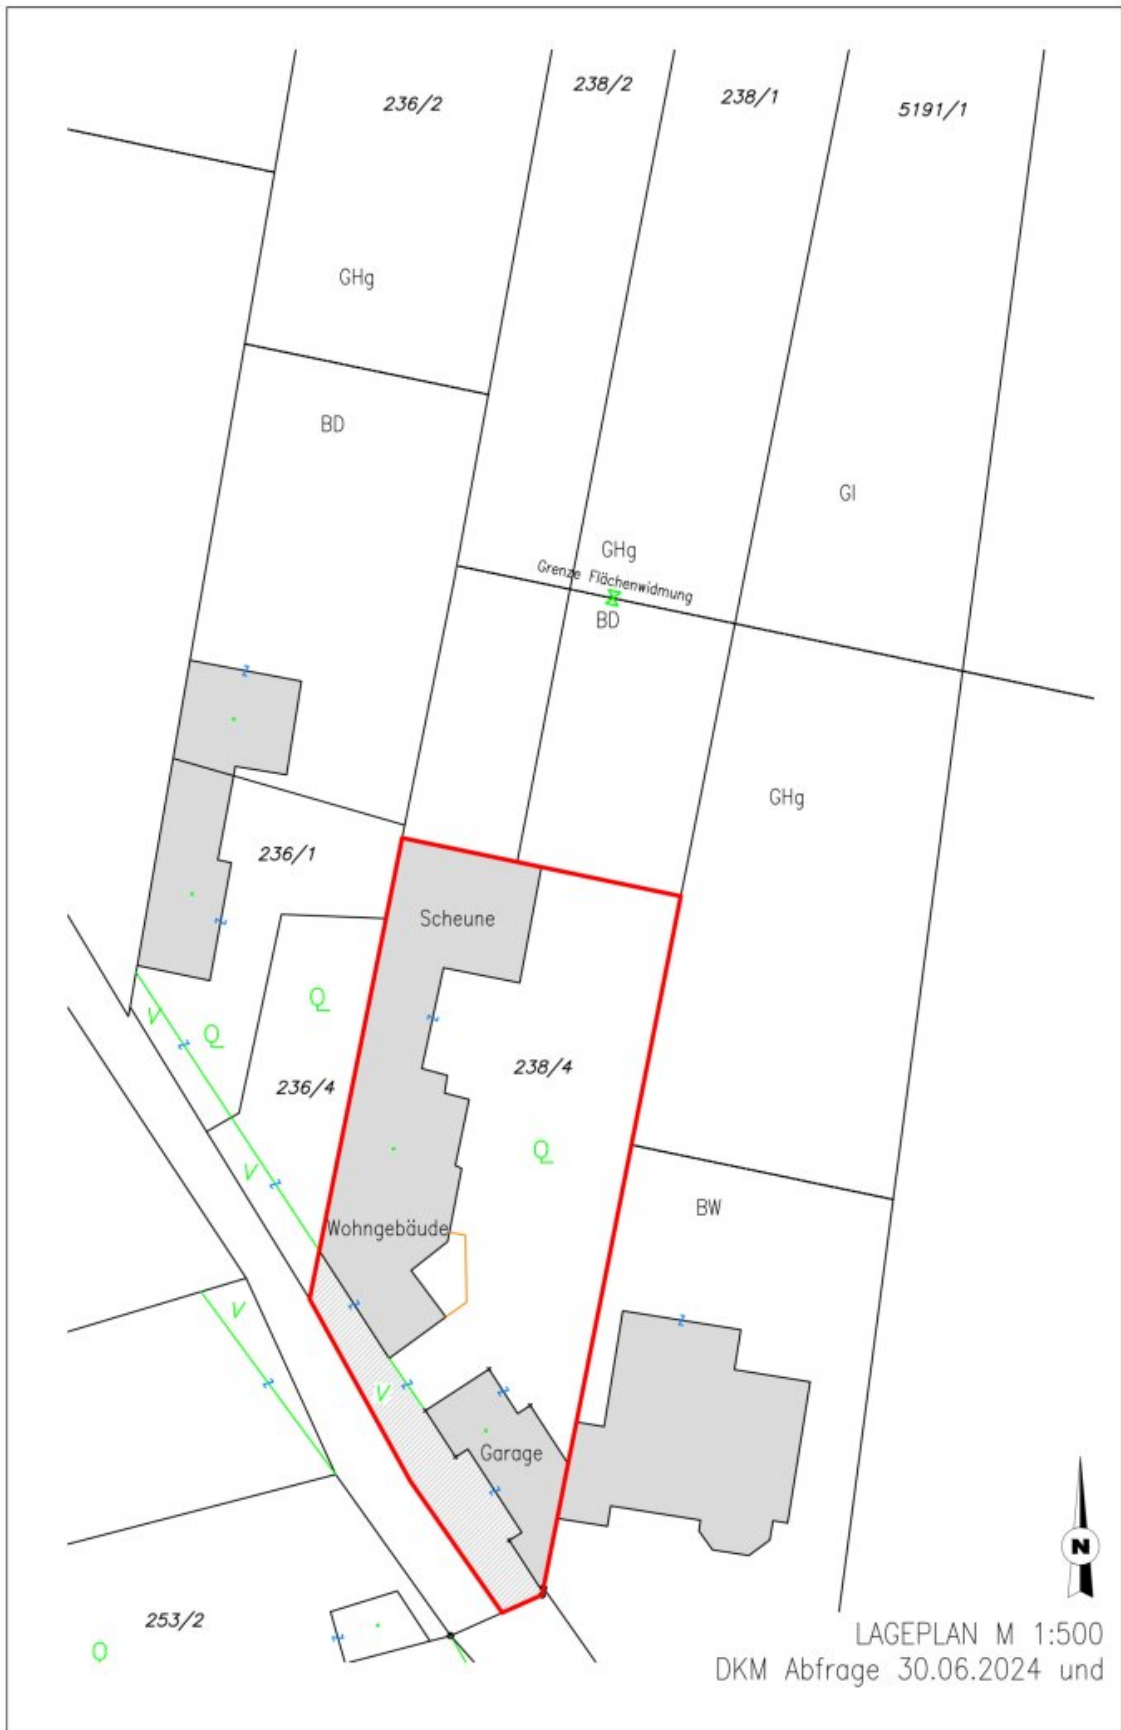 236/2
238/2
238/1
5191/1
GHg
BD
GI
GHg
Grenze Flächenwidmung
BD
GHg
236/1
Scheune
Q
V
Q
236/4
238/4
V
Q
Wohngebäude
BW
V
V
Garage
N
253/2
Q
LAGEPLAN M 1:500
DKM Abfrage 30.06.2024 und